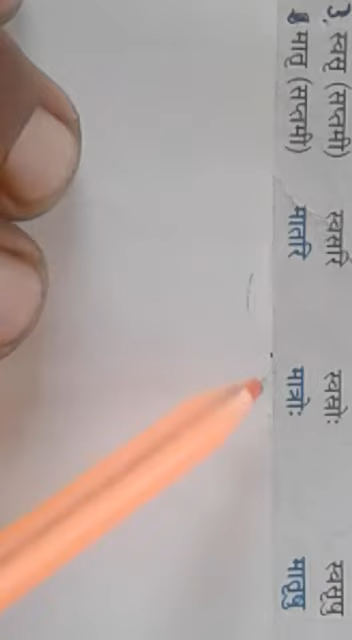 3. स्वसृ (सप्तमी) स्वसरि स्वस्रोः स्वसृषु
मातृ (सप्तमी) मातरि मात्रोः मातृषु